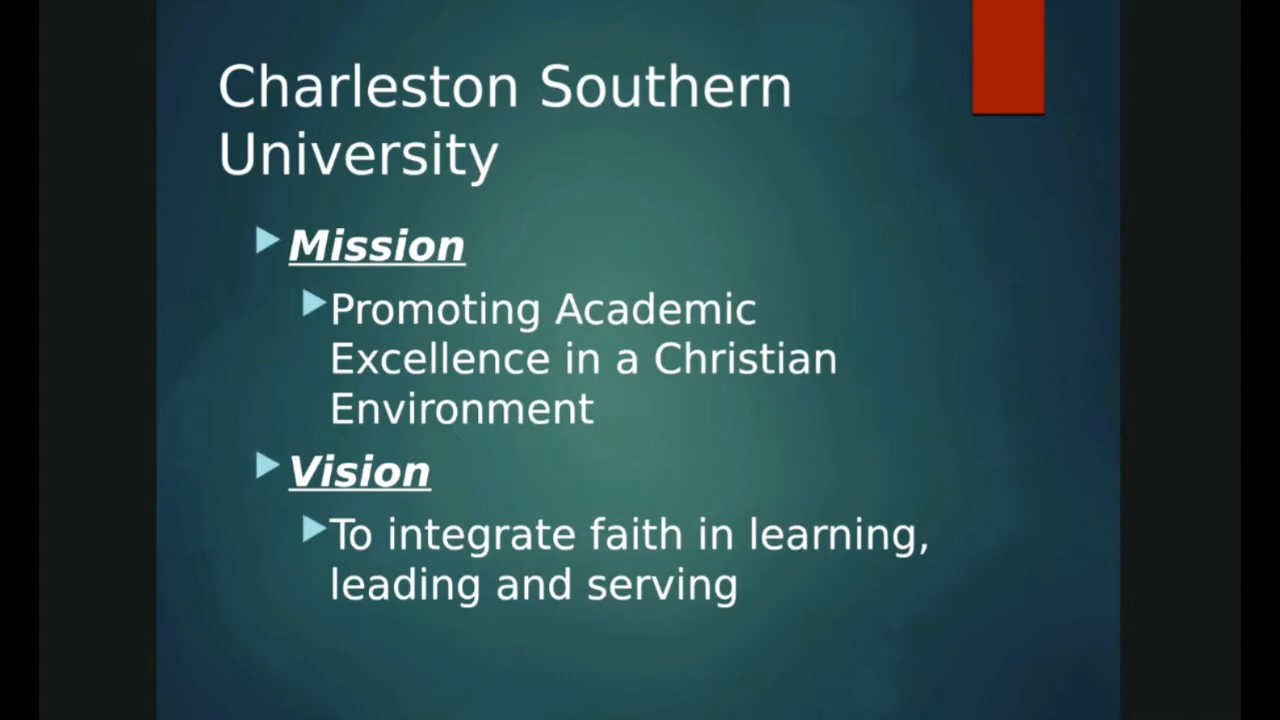 Charleston Southern
University
Mission
Promoting Academic
Excellence in a Christian
Environment
Vision
To integrate faith in learning,
leading and serving